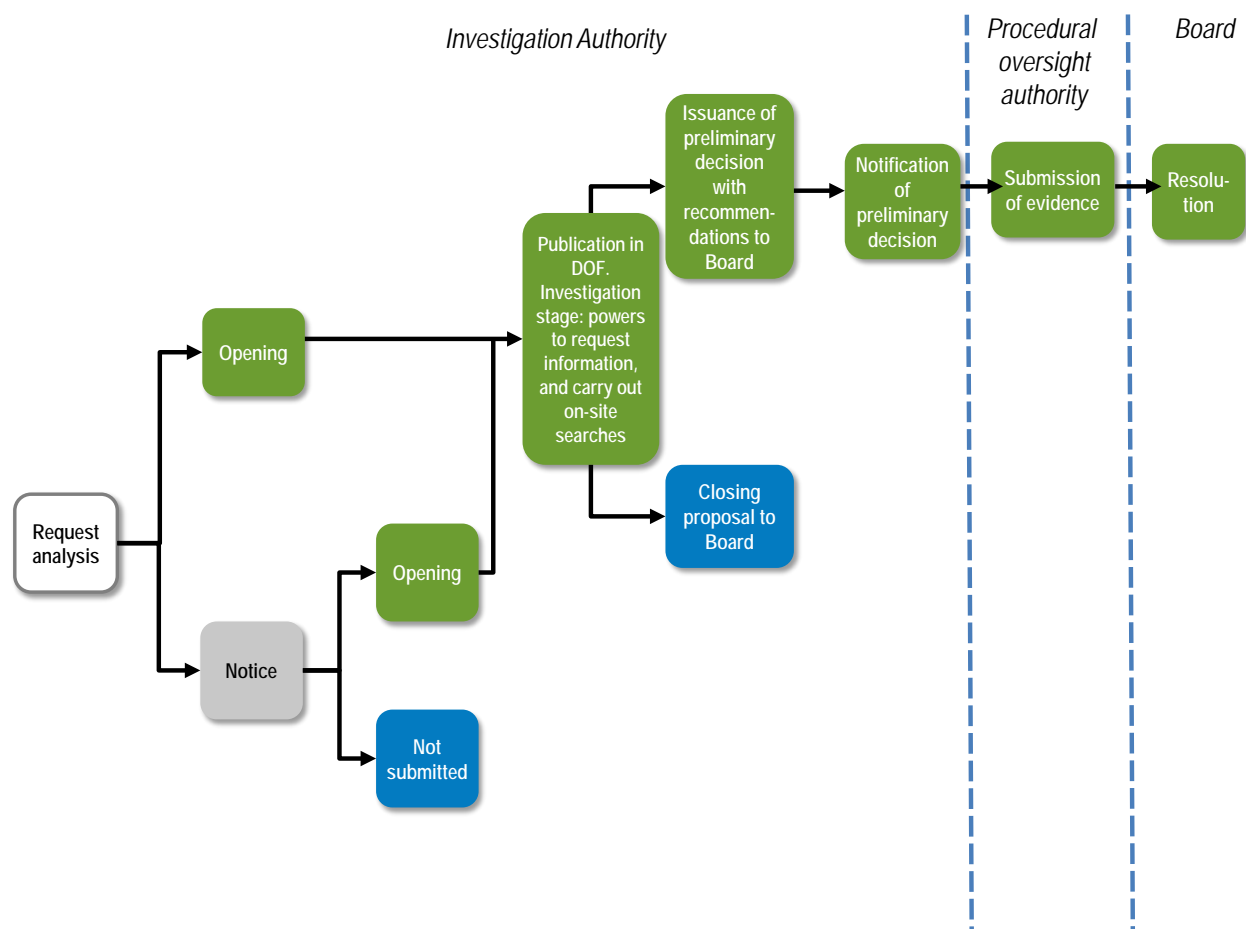 Investigation Authority
Procedural
oversight
authority
Board
Issuance of
preliminary
decision
with
recommen-
dations to
Board
Notification
of
preliminary
decision
Submission
of evidence
Resolu-
tion
Publication in
DOF.
Investigation
stage: powers
to request
information,
and carry out
on-site
searches
Opening
Closing
proposal to
Board
Request
analysis
Opening
Notice
Not
submitted